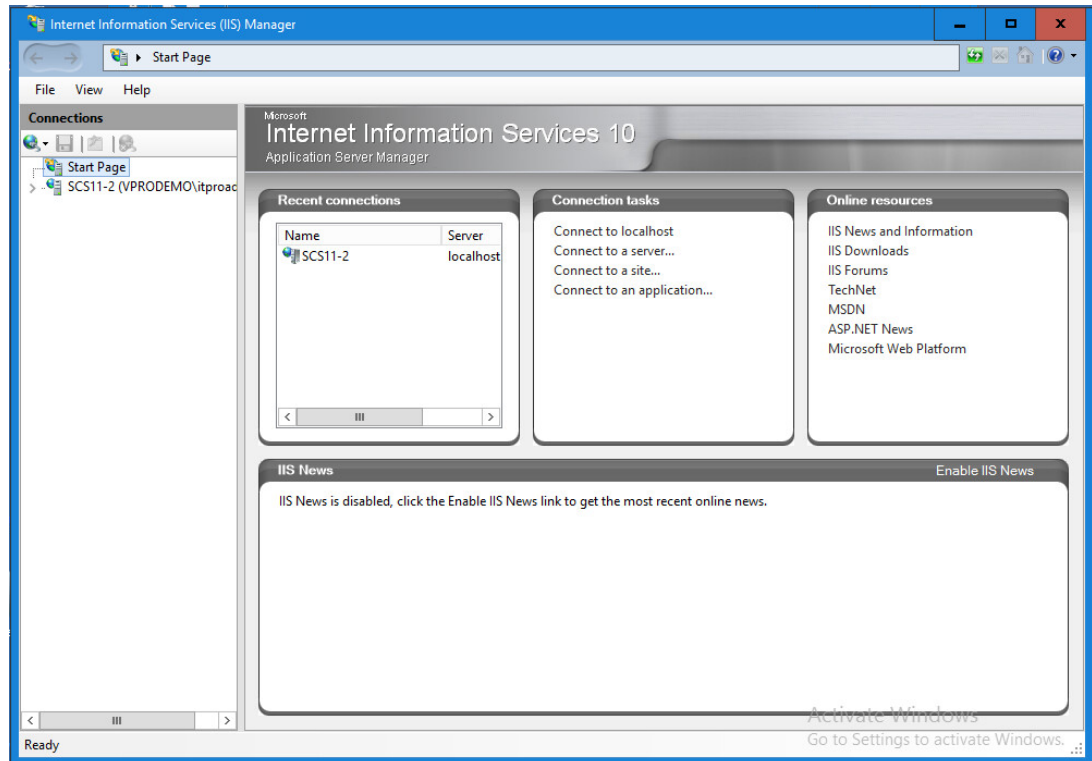 Internet Information Services (IIS) Manager
Start Page
File View Help
Connections
Start Page
SCS11-2 (VPRODEMO\itproad
Microsoft
Internet Information Services 10
Application Server Manager
Recent connections
Name Server
SCS11-2 localhost
Connection tasks
Connect to localhost
Connect to a server...
Connect to a site...
Connect to an application...
Online resources
IIS News and Information
IIS Downloads
IIS Forums
TechNet
MSDN
ASP.NET News
Microsoft Web Platform
IIS News Enable IIS News
IIS News is disabled, click the Enable IIS News link to get the most recent online news.
Activate Windows
Go to Settings to activate Windows.
Ready